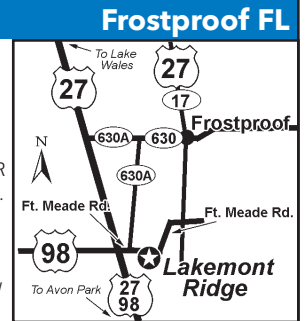 Frostproof FL
To Lake
Wales
27
27
17
Frostproof
N
630A
630
630A
R
.
Ft. Meade Rd.
Ft. Meade Rd.
98
Lakemont
Ridge
To Avon Park
27
98